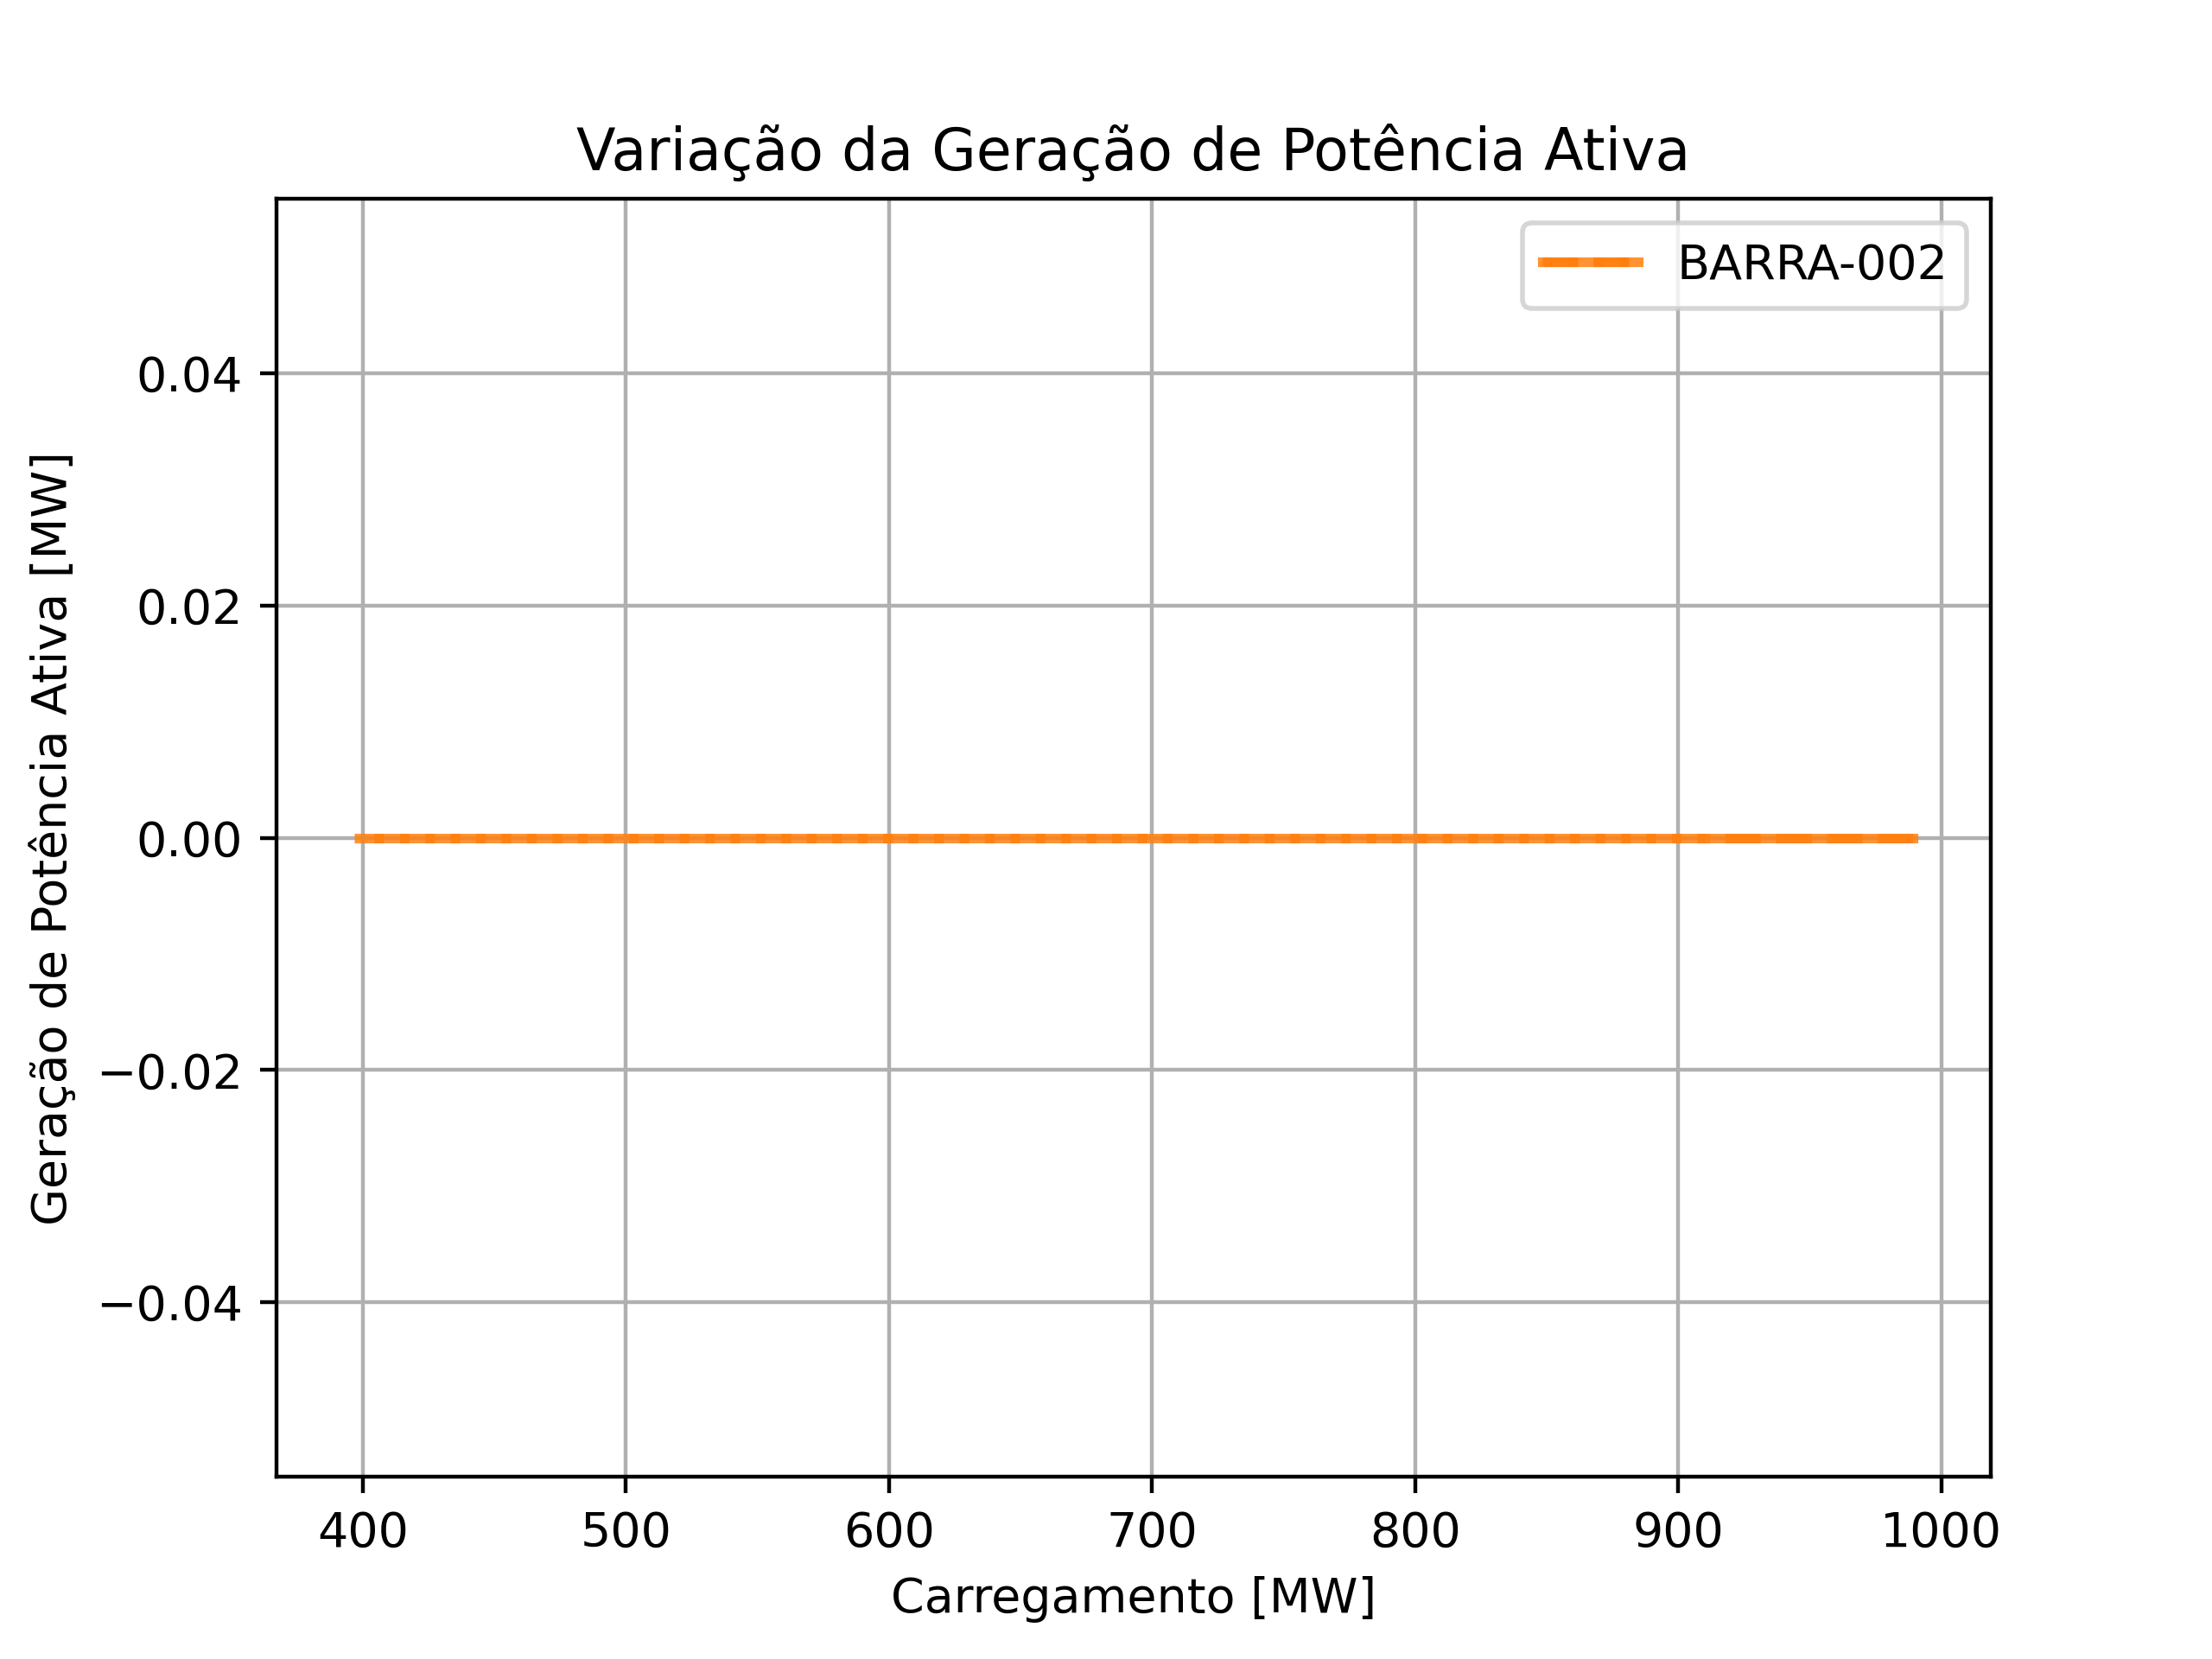 Variação da Geração de Potência Ativa
BARRA-002
Geração de Potência Ativa [MW]
0.04
0.02
0.00
−0.02
−0.04
400 500 600 700 800 900 1000
Carregamento [MW]